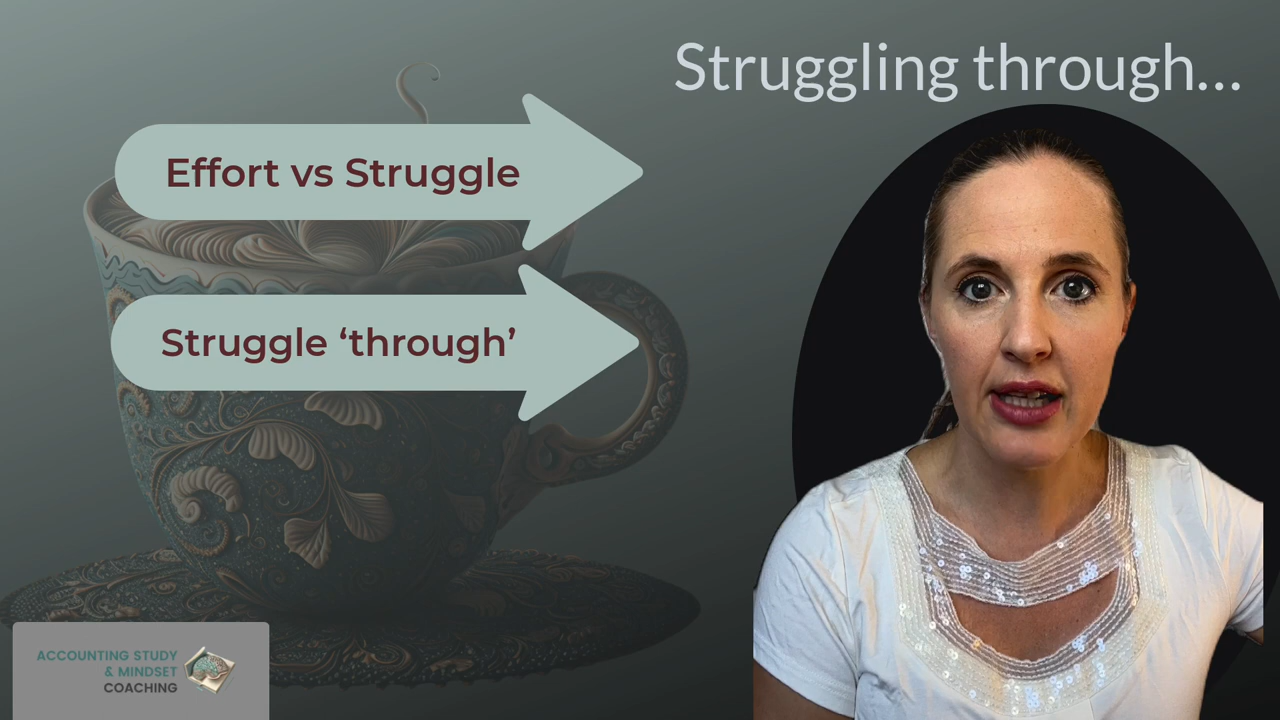 Struggling through...
Effort vs Struggle
Struggle ‘through’
ACCOUNTING STUDY
& MINDSET
COACHING